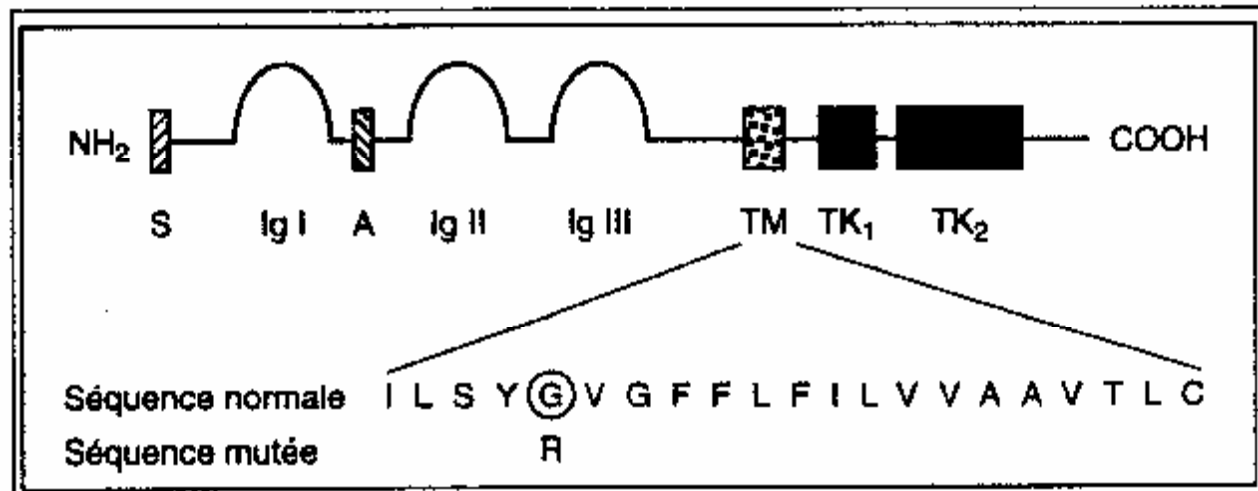 NH₂ COOH
S Ig I A Ig II Ig III TM TK₁ TK₂
Séquence normale I L S Y G V G F F L F I L V V A A V T L C
Séquence mutée R